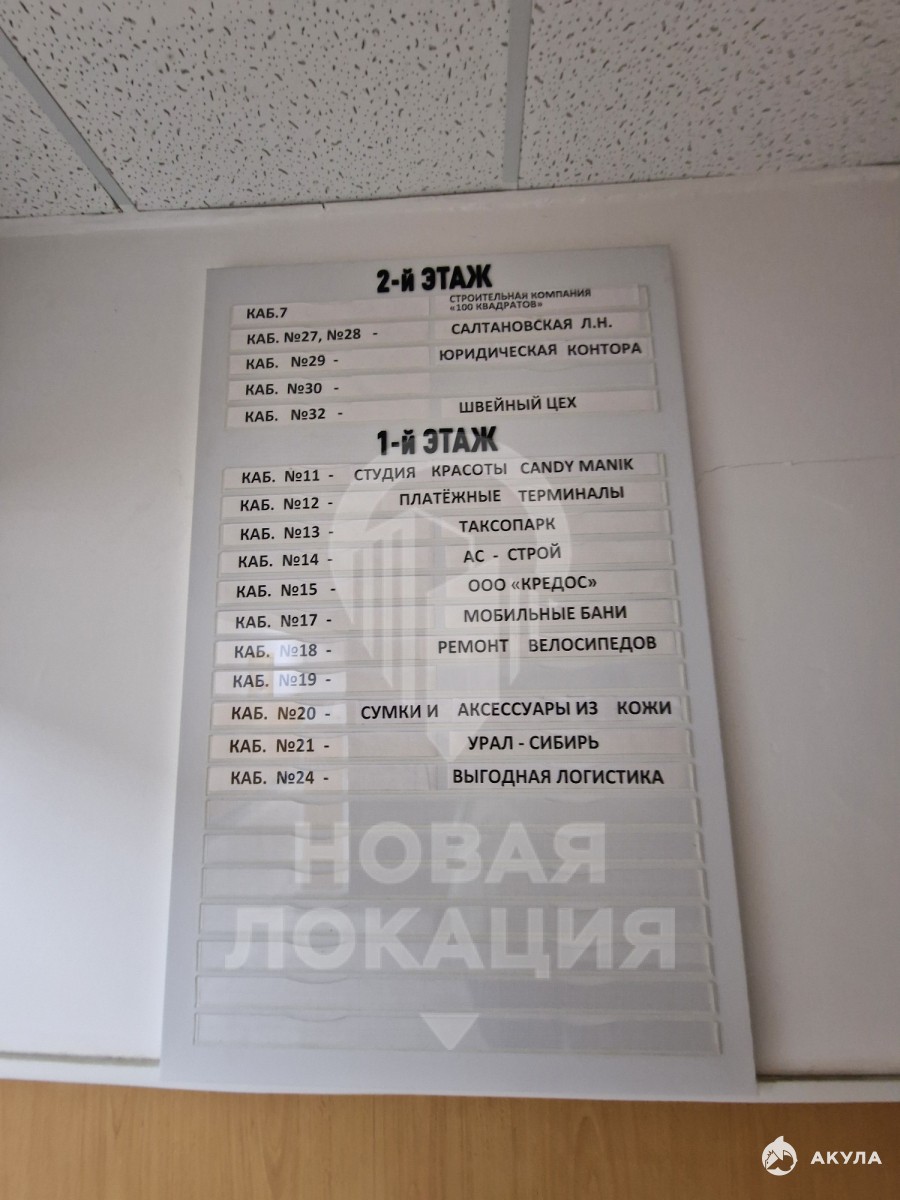 2-й ЭТАЖ
КАБ.7 СТРОИТЕЛЬНАЯ КОМПАНИЯ
«100 КВАДРАТОВ»
КАБ. №27, №28 - САЛТАНОВСКАЯ Л.Н.
КАБ. №29 - ЮРИДИЧЕСКАЯ КОНТОРА
КАБ. №30 -
КАБ. №32 - ШВЕЙНЫЙ ЦЕХ
1-й ЭТАЖ
КАБ. №11 - СТУДИЯ КРАСОТЫ CANDY MANIK
КАБ. №12 - ПЛАТЁЖНЫЕ ТЕРМИНАЛЫ
КАБ. №13 - ТАКСОПАРК
КАБ. №14 - АС - СТРОЙ
КАБ. №15 - ООО «КРЕДОС»
КАБ. №17 - МОБИЛЬНЫЕ БАНИ
КАБ. №18 - РЕМОНТ ВЕЛОСИПЕДОВ
КАБ. №19 -
КАБ. №20 - СУМКИ И АКСЕССУАРЫ ИЗ КОЖИ
КАБ. №21 - УРАЛ - СИБИРЬ
КАБ. №24 - ВЫГОДНАЯ ЛОГИСТИКА
НОВАЯ
ЛОКАЦИЯ
АКУЛА